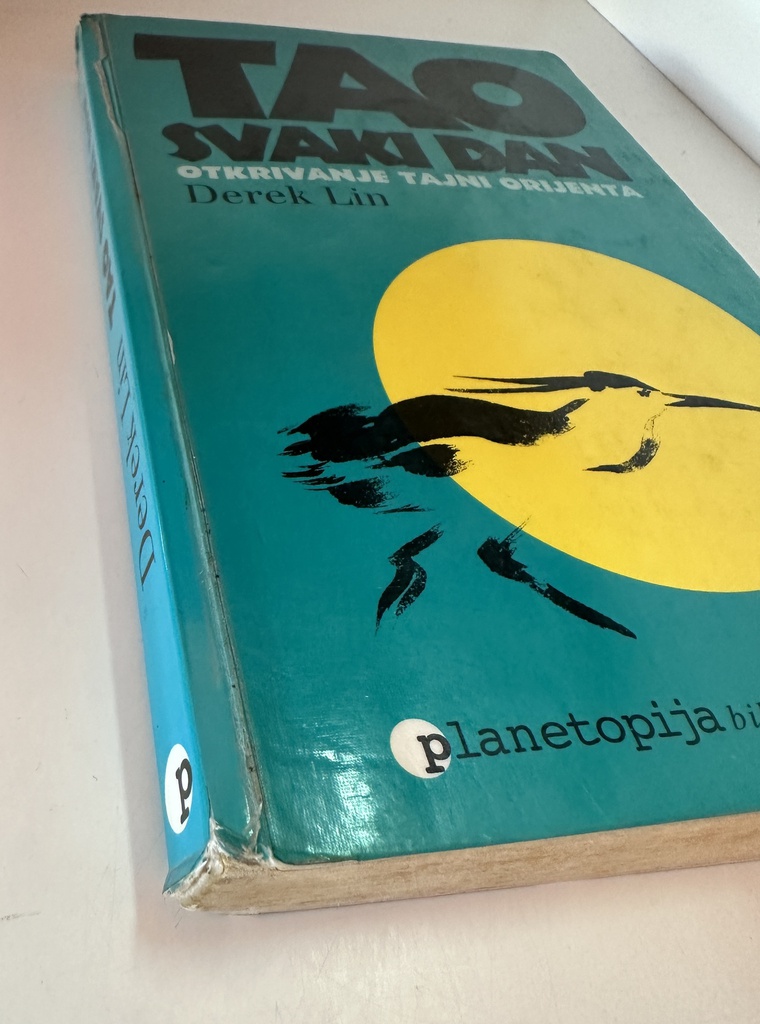 TAO
SVAKI DAN
OTKRIVANJE TAJNI ORIJENTA
Derek Lin
planetopija
Derek Lin
p